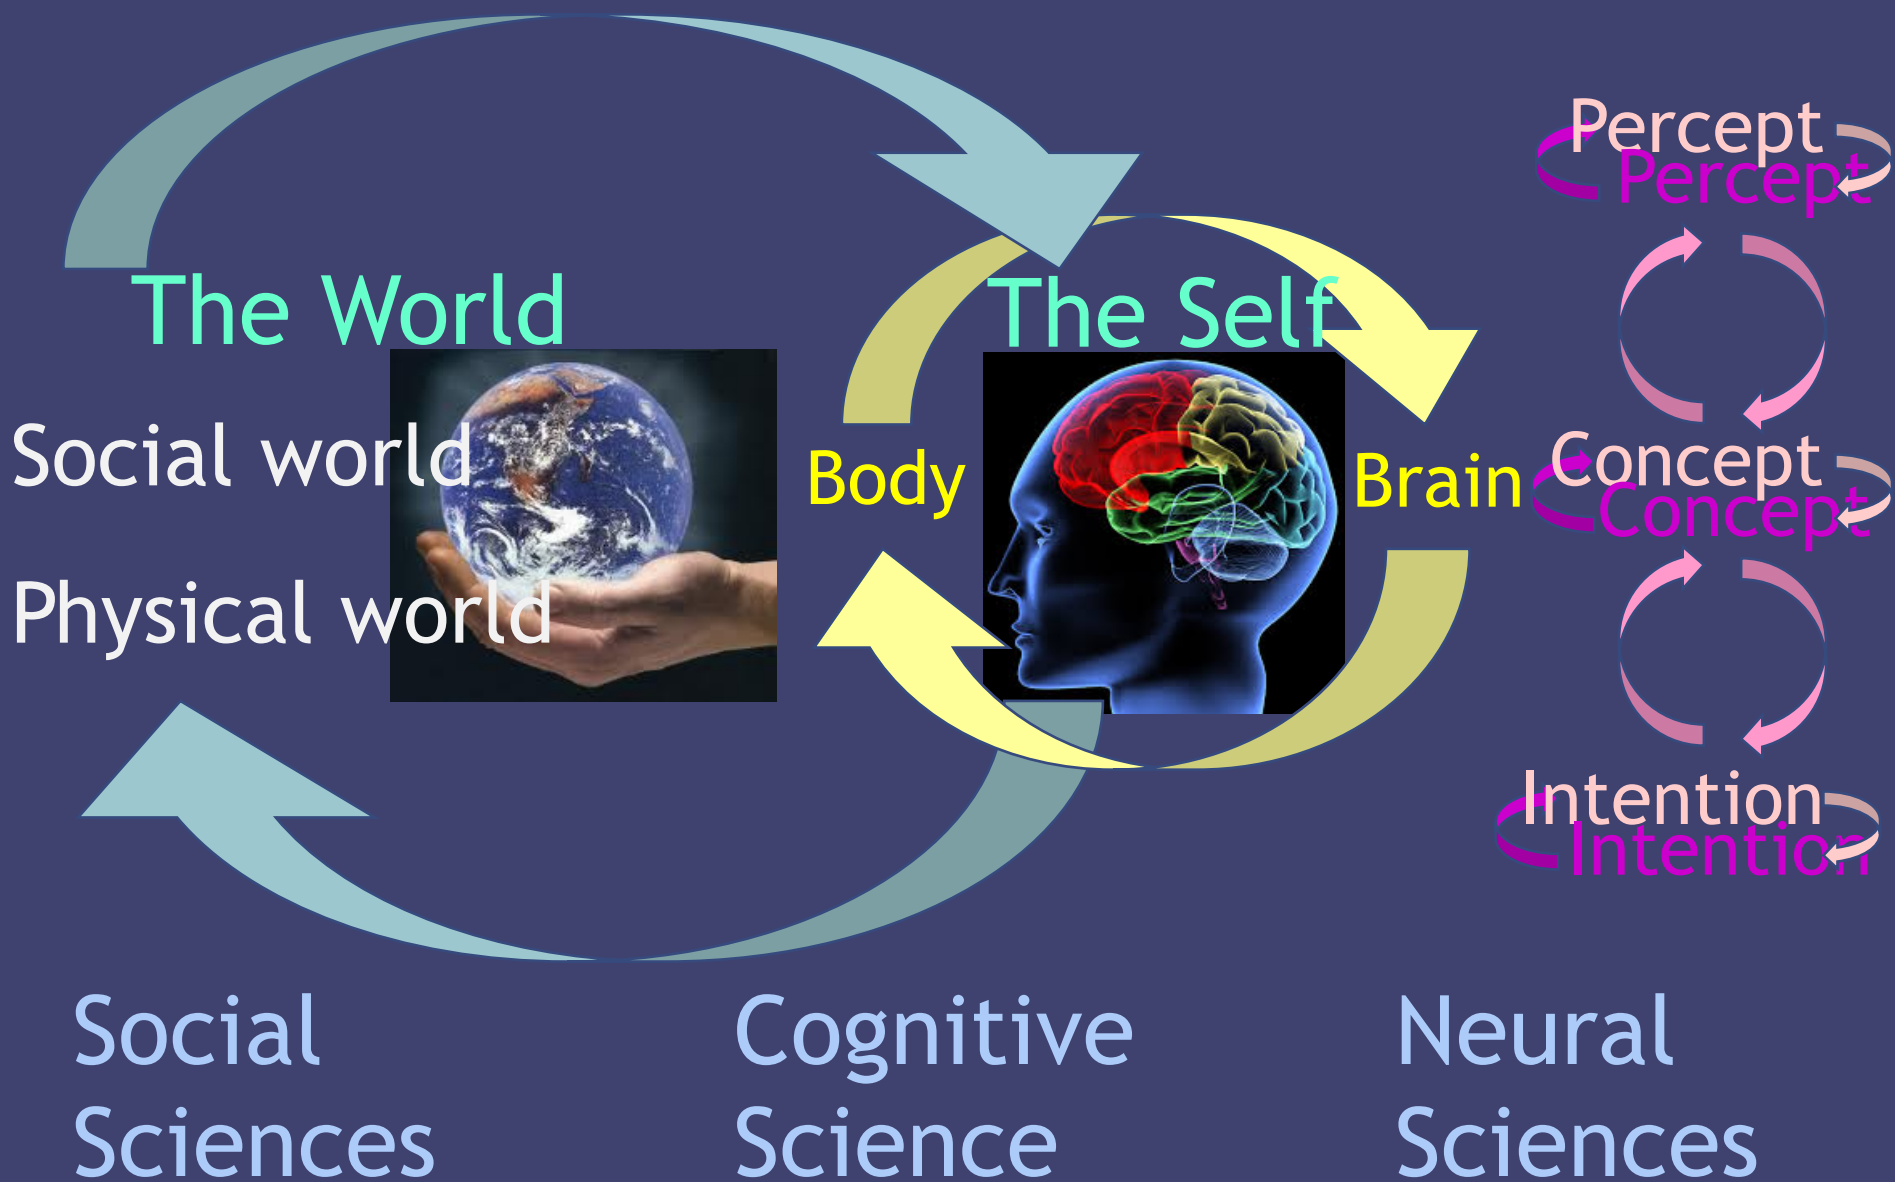 Percept
Percept
The World
The Self
Social world
Body
Brain
Concept
Concept
Physical world
Intention
Intention
Social
Sciences
Cognitive
Science
Neural
Sciences